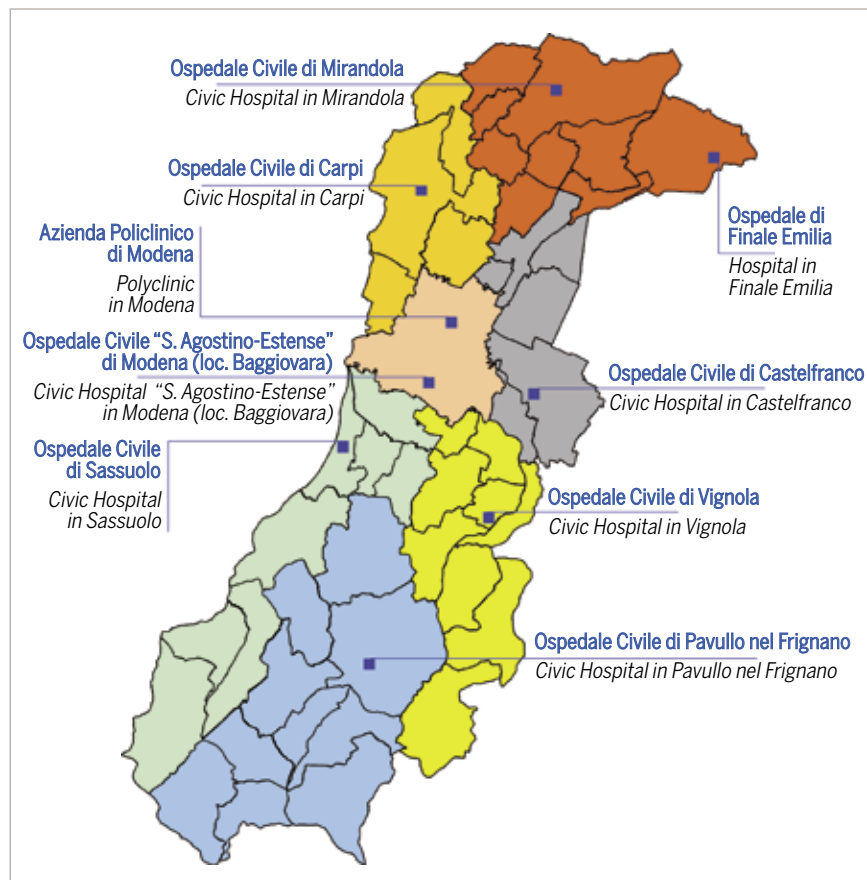 Ospedale Civile di Mirandola
Civic Hospital in Mirandola
Ospedale Civile di Carpi
Civic Hospital in Carpi
Azienda Policlinico
di Modena
Polyclinic
in Modena
Ospedale di
Finale Emilia
Hospital in
Finale Emilia
Ospedale Civile “S. Agostino-Estense”
di Modena (loc. Baggiovara)
Civic Hospital “S. Agostino-Estense”
in Modena (loc. Baggiovara)
Ospedale Civile di Castelfranco
Civic Hospital in Castelfranco
Ospedale Civile
di Sassuolo
Civic Hospital
in Sassuolo
Ospedale Civile di Vignola
Civic Hospital in Vignola
Ospedale Civile di Pavullo nel Frignano
Civic Hospital in Pavullo nel Frignano